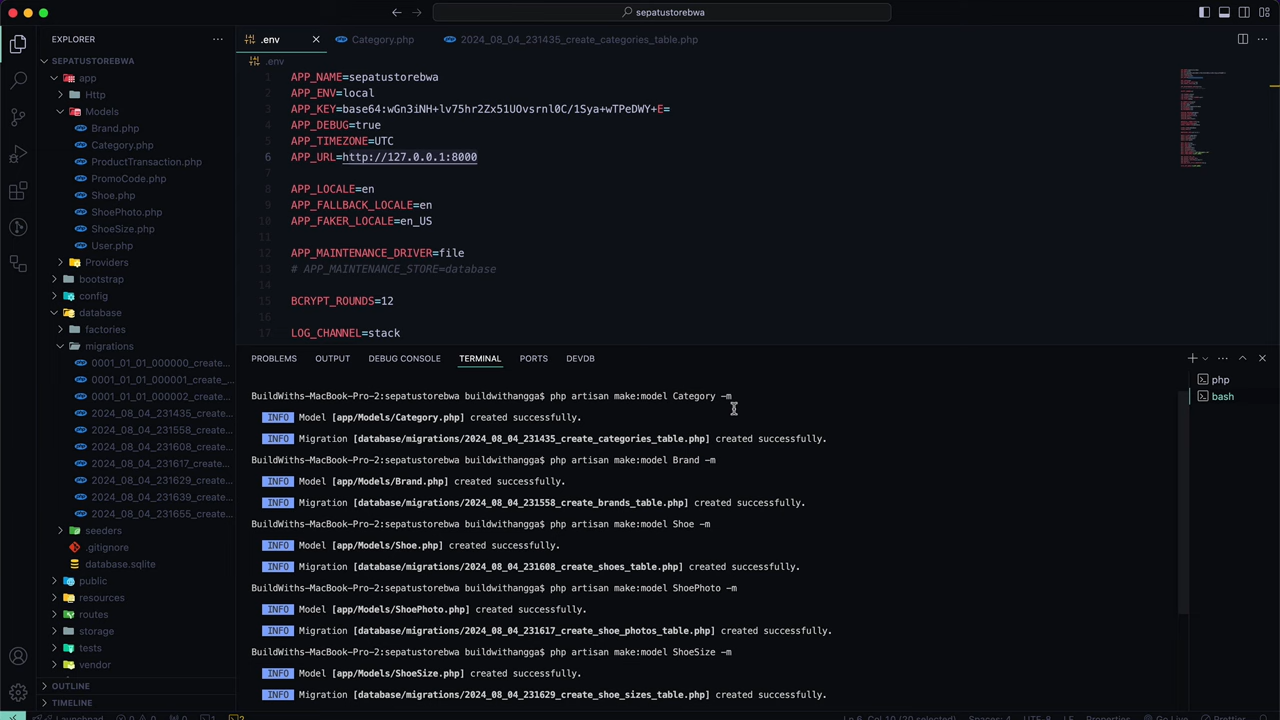 sepatustorebwa
EXPLORER
SEPATUSTOREBWA
app
Http
Models
Brand.php
Category.php
ProductTransaction.php
PromoCode.php
Shoe.php
ShoePhoto.php
ShoeSize.php
User.php
Providers
bootstrap
config
database
factories
migrations
0001_01_01_000000_create...
0001_01_01_000001_create_...
0001_01_01_000002_create...
2024_08_04_231435_create...
2024_08_04_231558_create...
2024_08_04_231608_create...
2024_08_04_231617_create...
2024_08_04_231629_create...
2024_08_04_231639_create...
2024_08_04_231655_create...
seeders
.gitignore
database.sqlite
public
resources
routes
storage
tests
vendor
OUTLINE
TIMELINE
.env
Category.php
2024_08_04_231435_create_categories_table.php
.env
1 APP_NAME=sepatustorebwa
2 APP_ENV=local
3 APP_KEY=base64:wGn3iNH+lv75hr2Zx51UOvsrnl0C/1Sya+wTPeDWY+E=
4 APP_DEBUG=true
5 APP_TIMEZONE=UTC
6 APP_URL=http://127.0.0.1:8000
7
8 APP_LOCALE=en
9 APP_FALLBACK_LOCALE=en
10 APP_FAKER_LOCALE=en_US
11
12 APP_MAINTENANCE_DRIVER=file
13 # APP_MAINTENANCE_STORE=database
14
15 BCRYPT_ROUNDS=12
16
17 LOG_CHANNEL=stack
PROBLEMS OUTPUT DEBUG CONSOLE TERMINAL PORTS DEVDB
BuildWiths-MacBook-Pro-2:sepatustorebwa buildwithangga$ php artisan make:model Category -m
INFO Model [app/Models/Category.php] created successfully.
INFO Migration [database/migrations/2024_08_04_231435_create_categories_table.php] created successfully.
BuildWiths-MacBook-Pro-2:sepatustorebwa buildwithangga$ php artisan make:model Brand -m
INFO Model [app/Models/Brand.php] created successfully.
INFO Migration [database/migrations/2024_08_04_231558_create_brands_table.php] created successfully.
BuildWiths-MacBook-Pro-2:sepatustorebwa buildwithangga$ php artisan make:model Shoe -m
INFO Model [app/Models/Shoe.php] created successfully.
INFO Migration [database/migrations/2024_08_04_231608_create_shoes_table.php] created successfully.
BuildWiths-MacBook-Pro-2:sepatustorebwa buildwithangga$ php artisan make:model ShoePhoto -m
INFO Model [app/Models/ShoePhoto.php] created successfully.
INFO Migration [database/migrations/2024_08_04_231617_create_shoe_photos_table.php] created successfully.
BuildWiths-MacBook-Pro-2:sepatustorebwa buildwithangga$ php artisan make:model ShoeSize -m
INFO Model [app/Models/ShoeSize.php] created successfully.
INFO Migration [database/migrations/2024_08_04_231629_create_shoe_sizes_table.php] created successfully.
php
bash